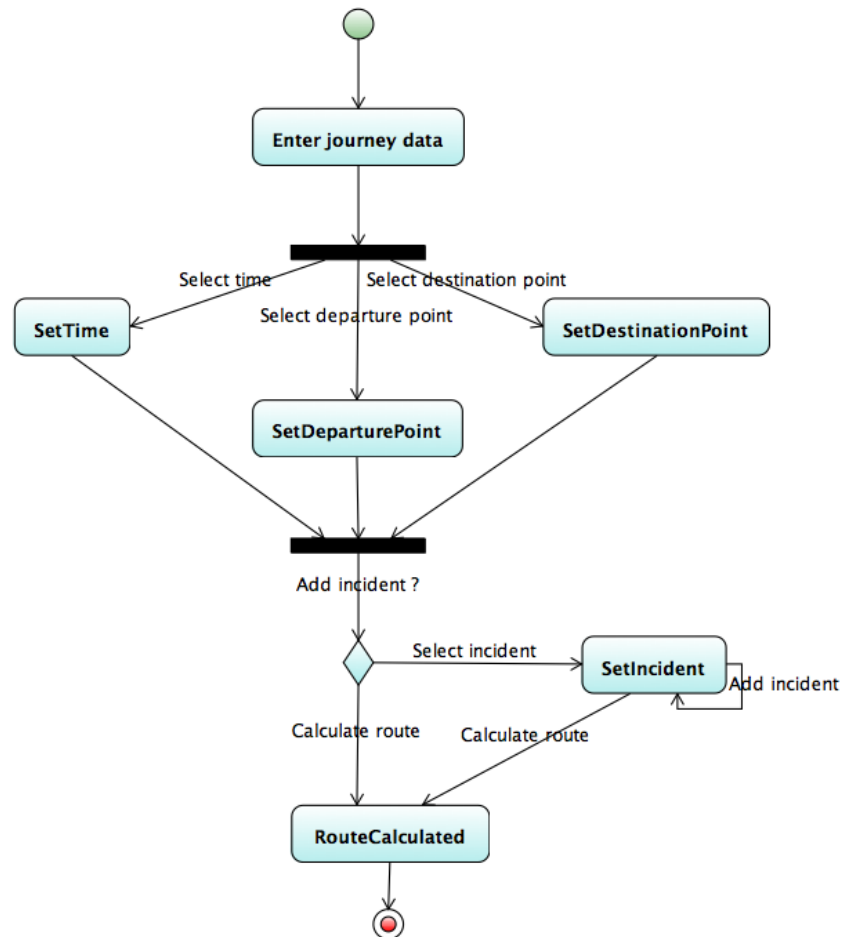 Enter journey data
Select time
Select destination point
Select departure point
SetTime
SetDestinationPoint
SetDeparturePoint
Add incident ?
Select incident
SetIncident
Add incident
Calculate route
Calculate route
RouteCalculated